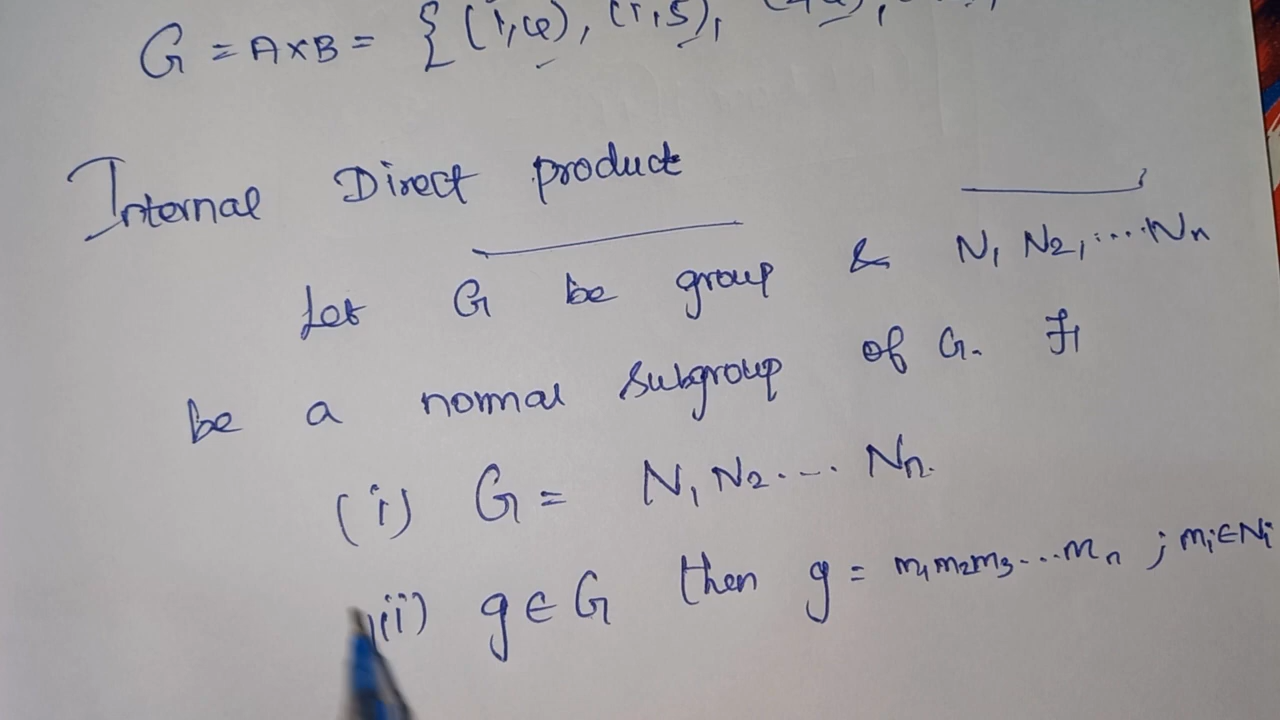 G = A×B = { (1,4), (1,5),
Internal Direct product
Let G be group & N₁ N₂, .... Nₙ
be a normal subgroup of G. If
(i) G = N₁ N₂ .... Nₙ.
(ii) g ∈ G then g = m₁m₂m₃...mₙ ; mᵢ∈Nᵢ